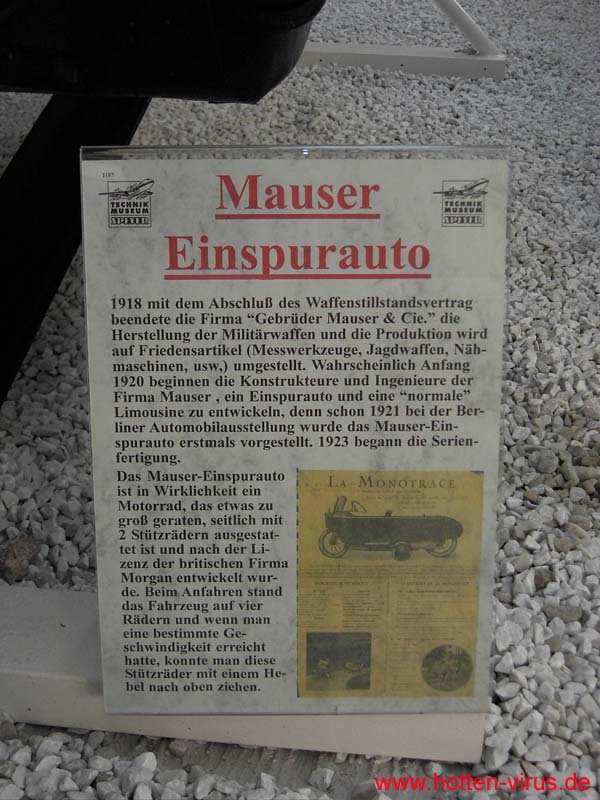 1187
TECHNIK
MUSEUM
SPEYER
Mauser
TECHNIK
MUSEUM
SPEYER
Einspurauto
1918 mit dem Abschluß des Waffenstillstandsvertrag
beendete die Firma “Gebrüder Mauser & Cie.” die
Herstellung der Militärwaffen und die Produktion wird
auf Friedensartikel (Messwerkzeuge, Jagdwaffen, Näh-
maschinen, usw,) umgestellt. Wahrscheinlich Anfang
1920 beginnen die Konstrukteure und Ingenieure der
Firma Mauser , ein Einspurauto und eine “normale”
Limousine zu entwickeln, denn schon 1921 bei der Ber-
liner Automobilausstellung wurde das Mauser-Ein-
spurauto erstmals vorgestellt. 1923 begann die Serien-
fertigung.
Das Mauser-Einspurauto
ist in Wirklichkeit ein
Motorrad, das etwas zu
groß geraten, seitlich mit
2 Stützrädern ausgestat-
tet ist und nach der Li-
zenz der britischen Firma
Morgan entwickelt wur-
de. Beim Anfahren stand
das Fahrzeug auf vier
Rädern und wenn man
eine bestimmte Ge-
schwindigkeit erreicht
hatte, konnte man diese
Stützräder mit einem He-
bel nach oben ziehen.
LA MONOTRACE
www.hotten-virus.de